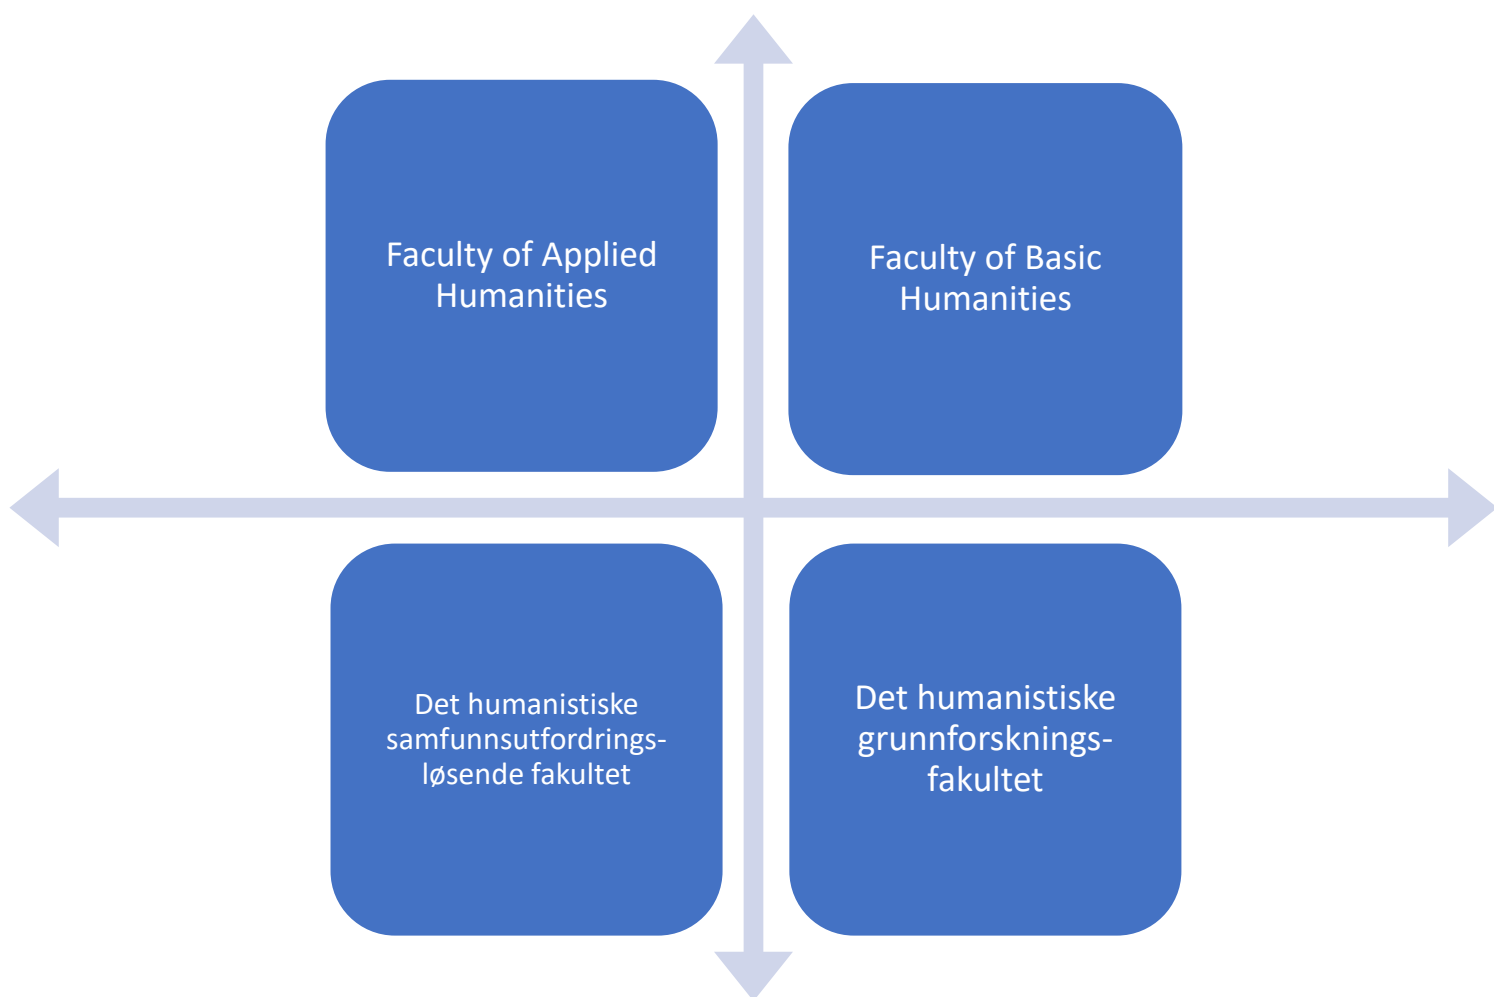 Faculty of Applied
Humanities
Faculty of Basic
Humanities
Det humanistiske
samfunnsutfordrings-
løsende fakultet
Det humanistiske
grunnforsknings-
fakultet